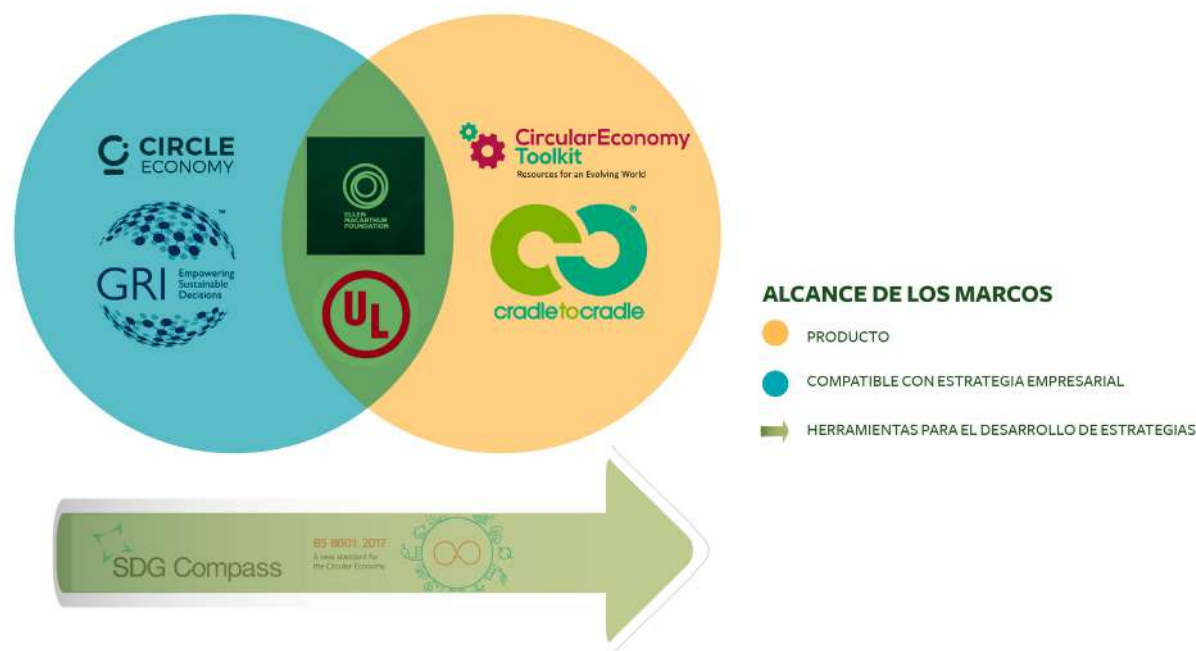 CIRCLE
ECONOMY
GRI
Empowering
Sustainable
Decisions
™
ELLEN
MACARTHUR
FOUNDATION
UL
CircularEconomy
Toolkit
Resources for an Evolving World
®
cradletocradle
ALCANCE DE LOS MARCOS
PRODUCTO
COMPATIBLE CON ESTRATEGIA EMPRESARIAL
HERRAMIENTAS PARA EL DESARROLLO DE ESTRATEGIAS
SDG Compass
BS 8001: 2017
A new standard for
the Circular Economy